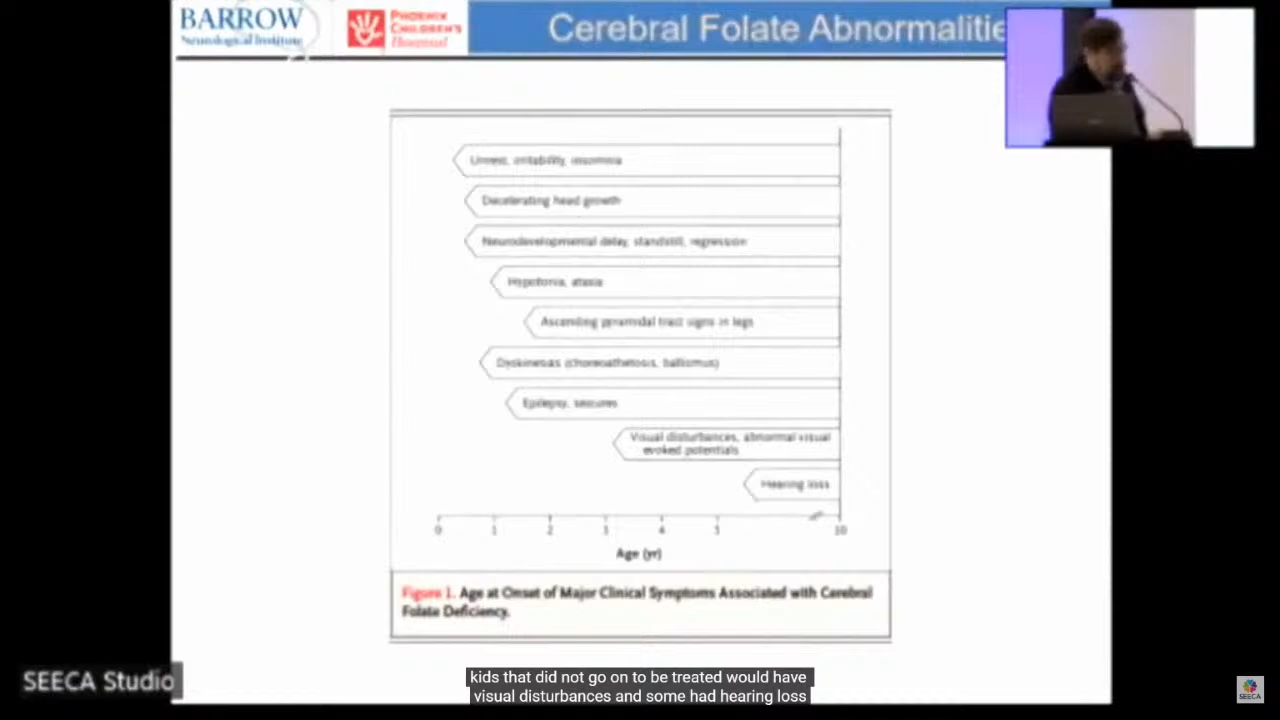 BARROW
Neurological Institute
PHOENIX
CHILDREN'S
Hospital
Cerebral Folate Abnormalitie
Unrest, irritability, insomnia
Decelerating head growth
Neurodevelopmental delay, standstill, regression
Hypotonia, ataxia
Ascending pyramidal tract signs in legs
Dyskinesias (choreoathetosis, ballismus)
Epilepsy, seizures
Visual disturbances, abnormal visual
evoked potentials
Hearing loss
0 1 2 3 4 5 10
Age (yr)
Figure 1. Age at Onset of Major Clinical Symptoms Associated with Cerebral
Folate Deficiency.
kids that did not go on to be treated would have
visual disturbances and some had hearing loss
SEECA Studio
SEECA